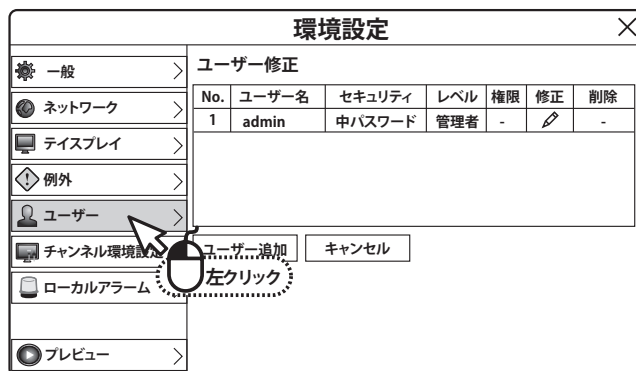 環境設定
一般
ネットワーク
テイスプレイ
例外
ユーザー
チャンネル環境設定
ローカルアラーム
プレビュー
ユーザー修正
No. ユーザー名 セキュリティ レベル 権限 修正 削除
1 admin 中パスワード 管理者 - -
ユーザー追加 キャンセル
左クリック